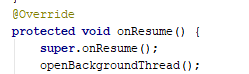 @Override
protected void onResume() {
super.onResume();
openBackgroundThread();